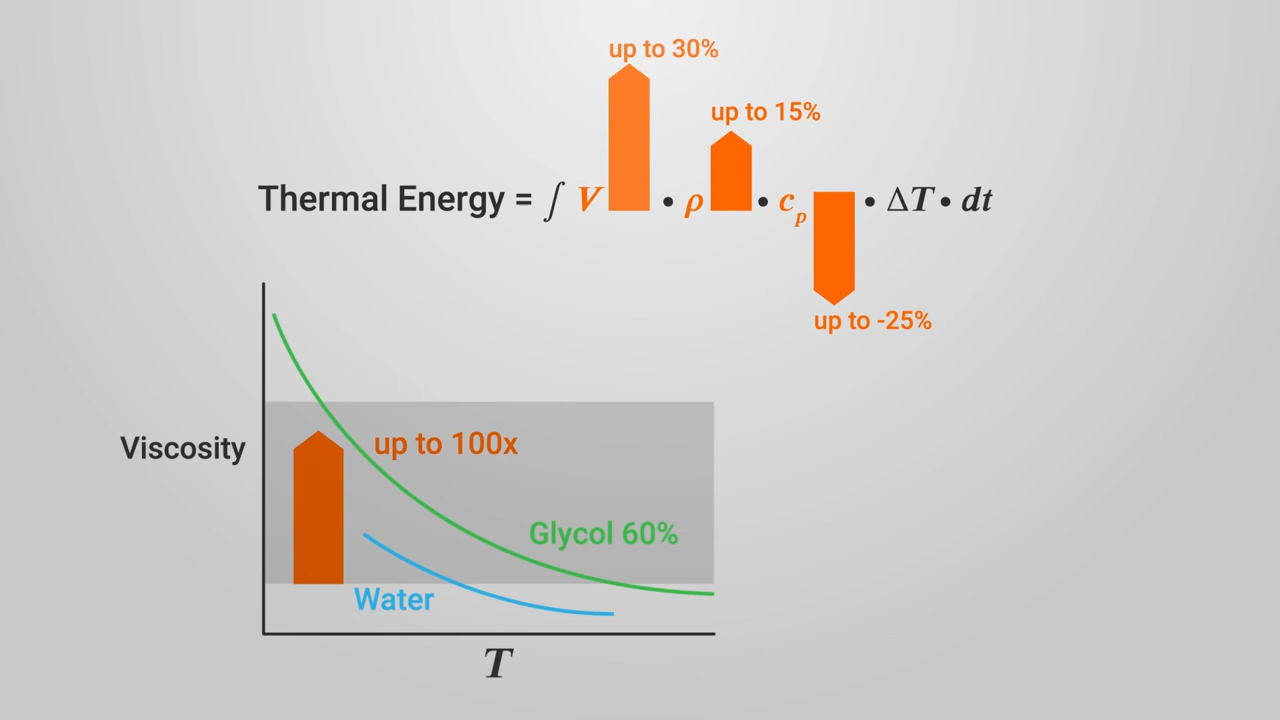 up to 30%
up to 15%
Thermal Energy = ∫ V • ρ • cp • ΔT • dt
up to -25%
Viscosity
up to 100x
Glycol 60%
Water
T